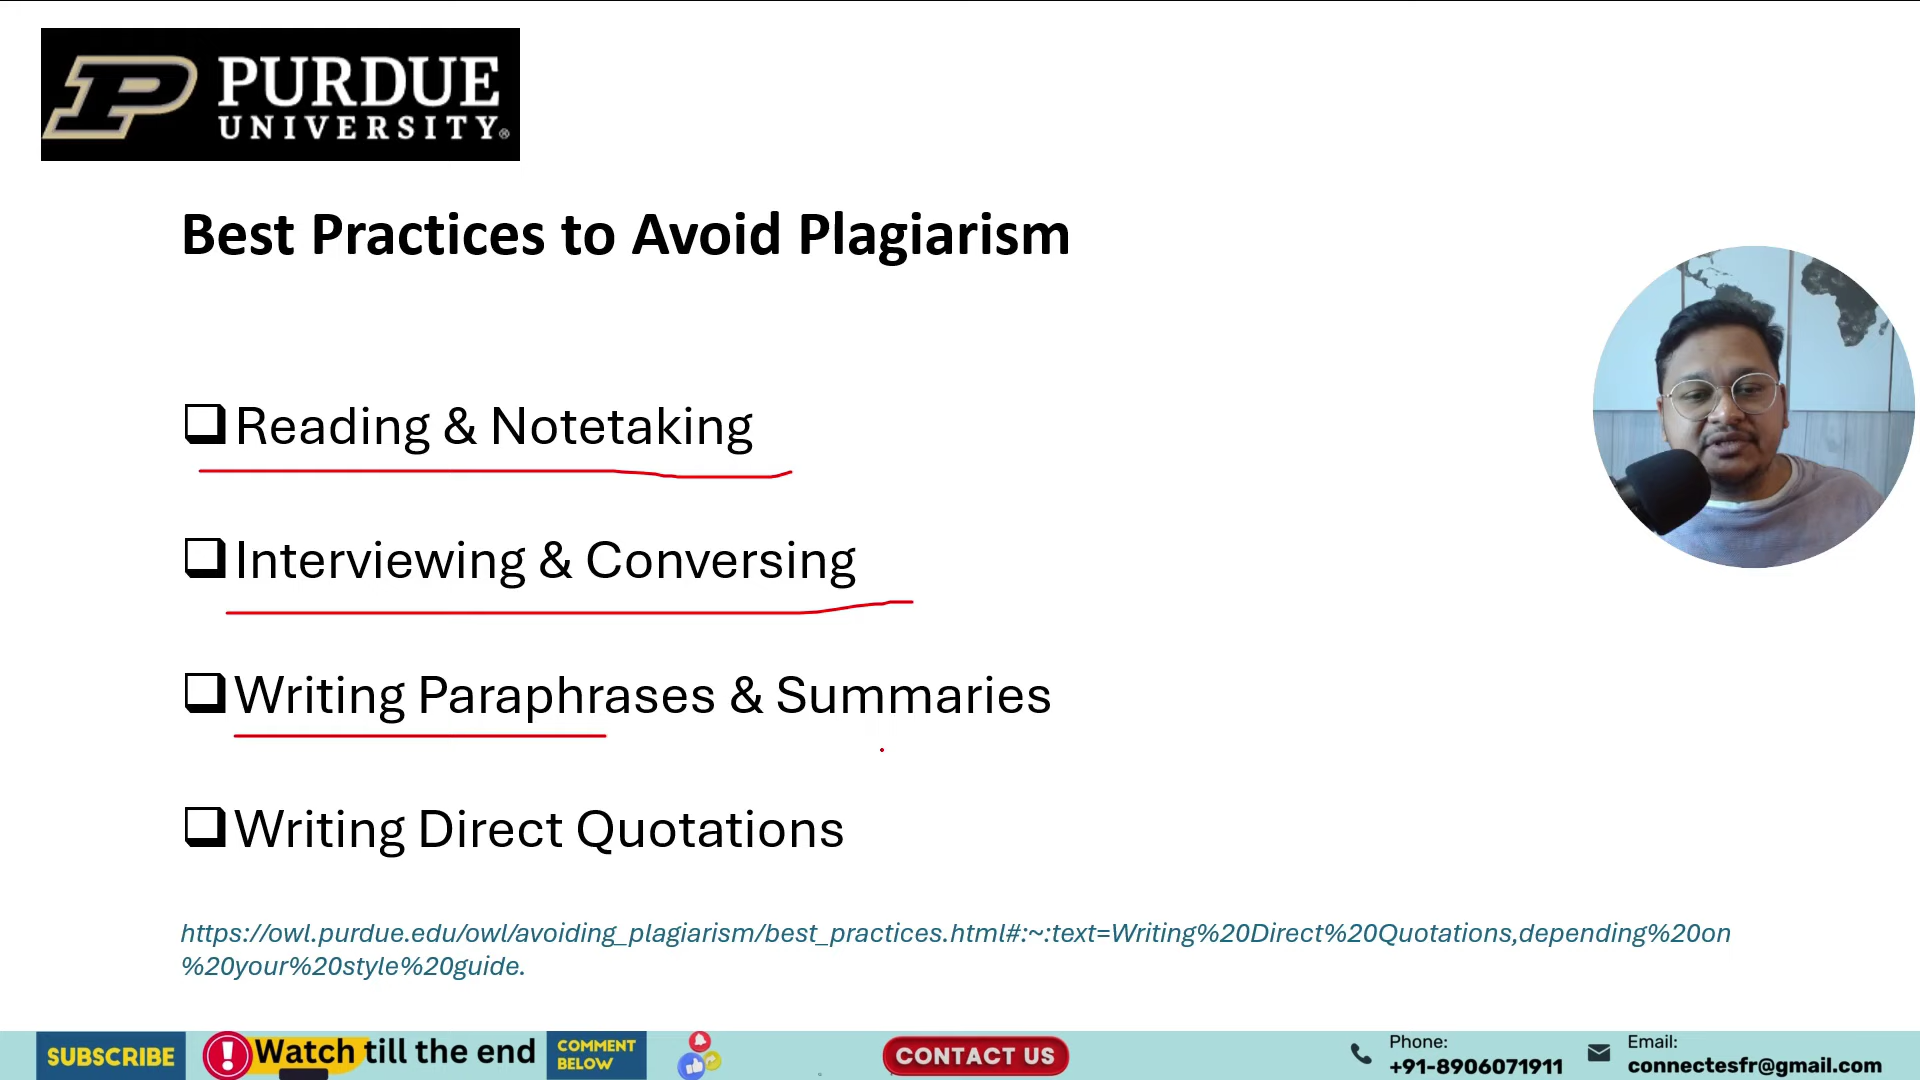 PURDUE
UNIVERSITY®
Best Practices to Avoid Plagiarism
Reading & Notetaking
Interviewing & Conversing
Writing Paraphrases & Summaries
Writing Direct Quotations
https://owl.purdue.edu/owl/avoiding_plagiarism/best_practices.html#:~:text=Writing%20Direct%20Quotations,depending%20on
%20your%20style%20guide.
SUBSCRIBE
Watch till the end
COMMENT
BELOW
CONTACT US
Phone:
+91-8906071911
Email:
connectesfr@gmail.com